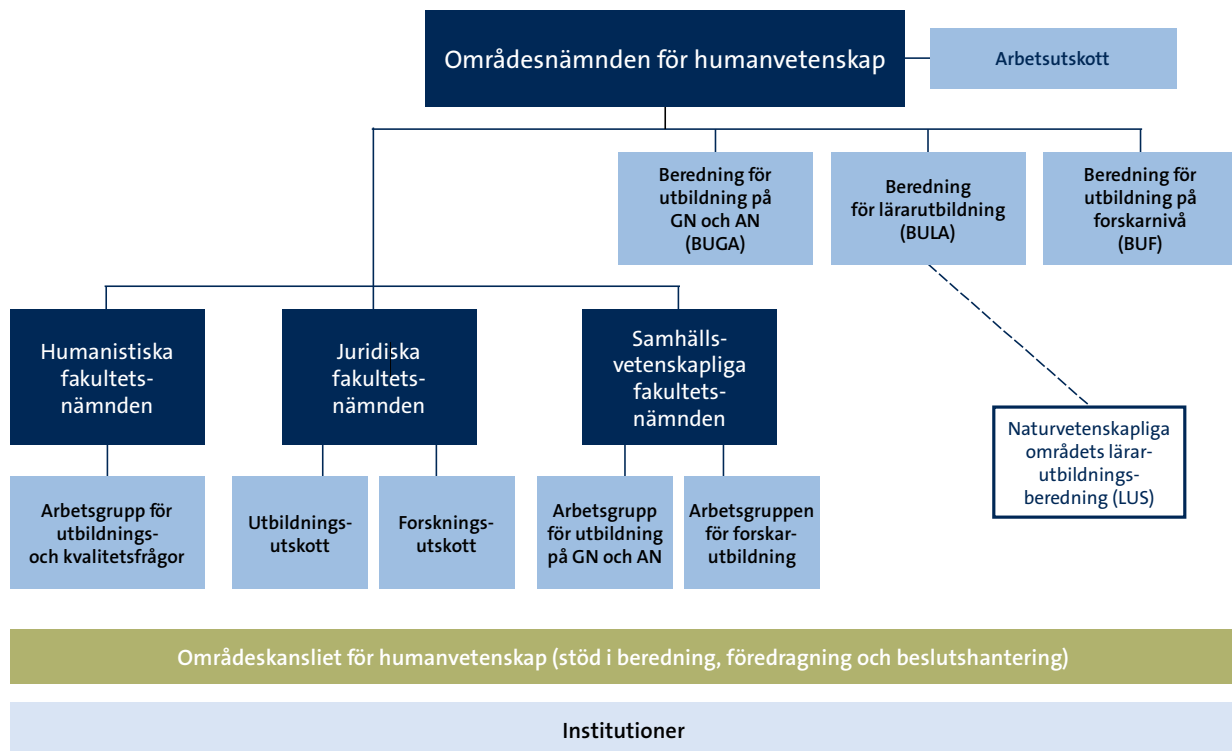 Områdesnämnden för humanvetenskap
Arbetsutskott
Beredning för
utbildning på
GN och AN
(BUGA)
Beredning
för lärarutbildning
(BULA)
Beredning för
utbildning på
forskarnivå
(BUF)
Humanistiska
fakultets-
nämnden
Juridiska
fakultets-
nämnden
Samhälls-
vetenskapliga
fakultets-
nämnden
Naturvetenskapliga
områdets lärar-
utbildnings-
beredning (LUS)
Arbetsgrupp för
utbildnings-
och kvalitetsfrågor
Utbildnings-
utskott
Forsknings-
utskott
Arbetsgrupp
för utbildning
på GN och AN
Arbetsgruppen
för forskar-
utbildning
Områdeskansliet för humanvetenskap (stöd i beredning, föredragning och beslutshantering)
Institutioner